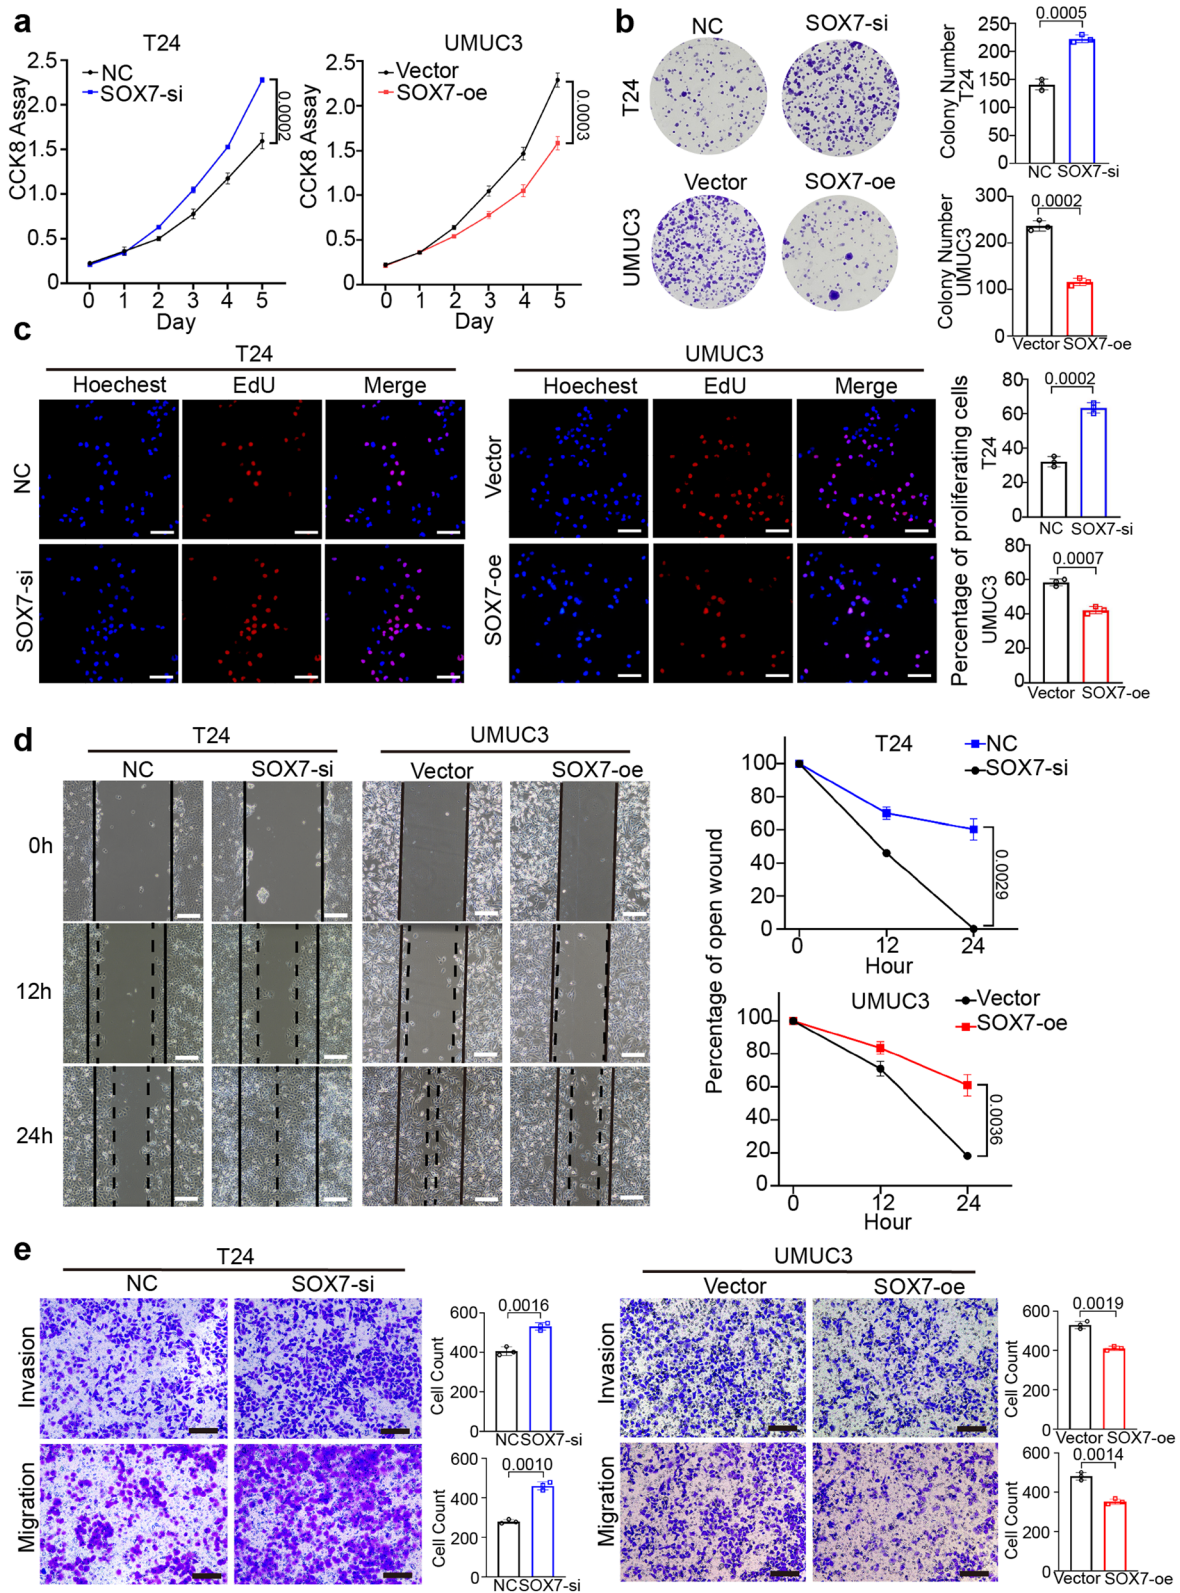 a
T24
CCK8 Assay
2.5
2.0
1.5
1.0
0.5
0
NC
SOX7-si
0.0002
0 1 2 3 4 5
Day
UMUC3
CCK8 Assay
2.5
2.0
1.5
1.0
0.5
0
Vector
SOX7-oe
0.0003
0 1 2 3 4 5
Day
b
NC SOX7-si
T24
Vector SOX7-oe
UMUC3
Colony Number
T24
250
200
150
100
50
0
0.0005
NC SOX7-si
Colony Number
UMUC3
300
200
100
0
0.0002
Vector SOX7-oe
c
T24
Hoechest EdU Merge
NC
SOX7-si
UMUC3
Hoechest EdU Merge
Vector
SOX7-oe
Percentage of proliferating cells
T24
80
60
40
20
0
0.0002
NC SOX7-si
UMUC3
80
60
40
20
0
0.0007
Vector SOX7-oe
d
T24
NC SOX7-si
UMUC3
Vector SOX7-oe
0h
12h
24h
Percentage of open wound
T24
NC
SOX7-si
100
80
60
40
20
0
0.0029
0 12 24
Hour
UMUC3
Vector
SOX7-oe
100
80
60
40
20
0
0.0036
0 12 24
Hour
e
T24
NC SOX7-si
Invasion
Migration
Cell Count
600
400
200
0
0.0016
NC SOX7-si
Cell Count
600
400
200
0
0.0010
NC SOX7-si
UMUC3
Vector SOX7-oe
Invasion
Migration
Cell Count
600
400
200
0
0.0019
Vector SOX7-oe
Cell Count
600
400
200
0
0.0014
Vector SOX7-oe